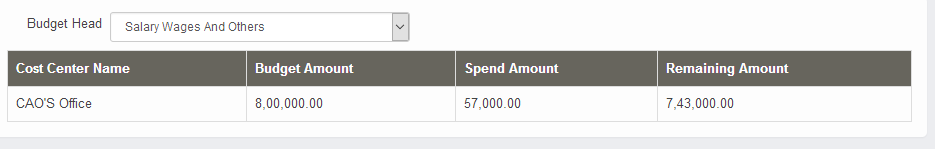 Budget Head Salary Wages And Others
Cost Center Name Budget Amount Spend Amount Remaining Amount
CAO'S Office 8,00,000.00 57,000.00 7,43,000.00